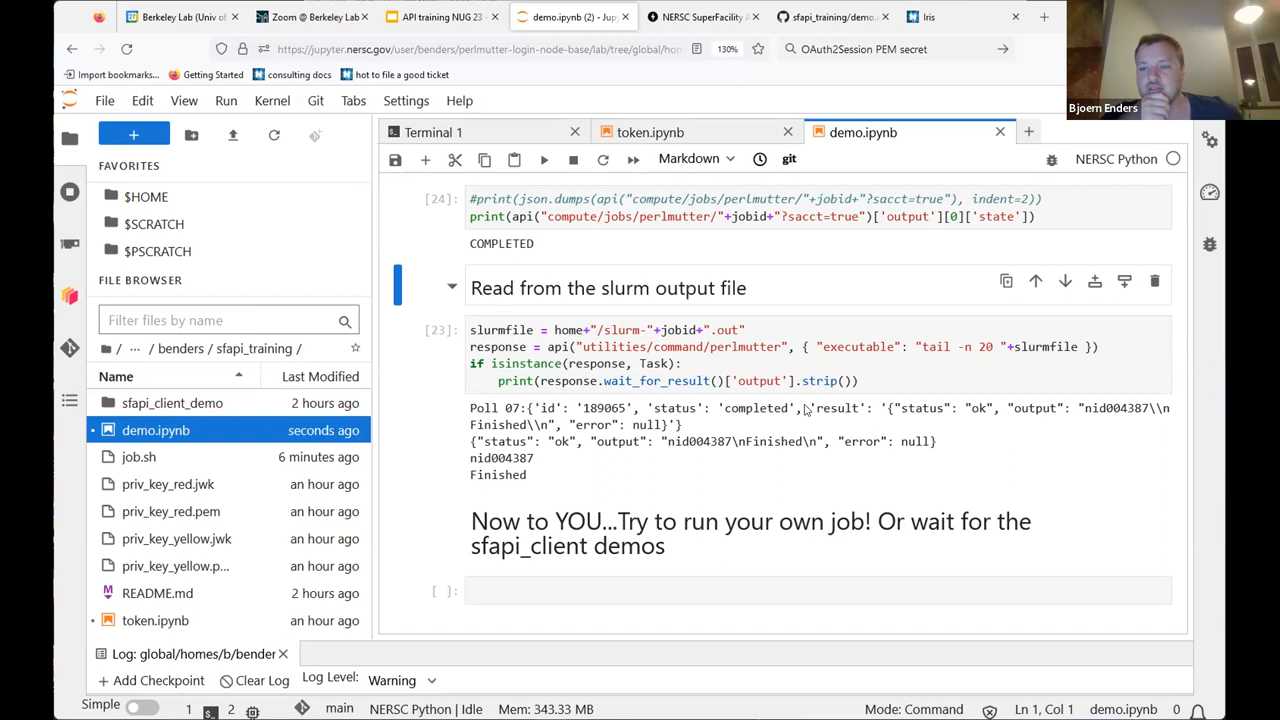 Berkeley Lab (Univ of
Zoom @ Berkeley Lab
API training NUG 23 -
demo.ipynb (2) - Jup
NERSC SuperFacility A
sfapi_training/demo.i
Iris
https://jupyter.nersc.gov/user/benders/perlmutter-login-node-base/lab/tree/global/hom
130%
OAuth2Session PEM secret
Import bookmarks...
Getting Started
consulting docs
hot to file a good ticket
Bjoern Enders
File Edit View Run Kernel Git Tabs Settings Help
+
Terminal 1
token.ipynb
demo.ipynb
Markdown
git
NERSC Python
FAVORITES
$HOME
$SCRATCH
$PSCRATCH
FILE BROWSER
Filter files by name
/ ... / benders / sfapi_training /
Name Last Modified
sfapi_client_demo 2 hours ago
demo.ipynb seconds ago
job.sh 6 minutes ago
priv_key_red.jwk an hour ago
priv_key_red.pem an hour ago
priv_key_yellow.jwk an hour ago
priv_key_yellow.p... an hour ago
README.md 2 hours ago
token.ipynb an hour ago
[24]: #print(json.dumps(api("compute/jobs/perlmutter/"+jobid+"?sacct=true"), indent=2))
print(api("compute/jobs/perlmutter/"+jobid+"?sacct=true")['output'][0]['state'])
COMPLETED
Read from the slurm output file
[23]: slurmfile = home+"/slurm-"+jobid+".out"
response = api("utilities/command/perlmutter", { "executable": "tail -n 20 "+slurmfile })
if isinstance(response, Task):
print(response.wait_for_result()['output'].strip())
Poll 07:{'id': '189065', 'status': 'completed', 'result': '{"status": "ok", "output": "nid004387\\n
Finished\\n", "error": null}'}
{"status": "ok", "output": "nid004387\nFinished\n", "error": null}
nid004387
Finished
Now to YOU...Try to run your own job! Or wait for the
sfapi_client demos
[ ]:
Log: global/homes/b/bender
+ Add Checkpoint
Clear Log
Log Level:
Warning
Simple
1
2
main
NERSC Python | Idle
Mem: 343.33 MB
Mode: Command
Ln 1, Col 1
demo.ipynb
0